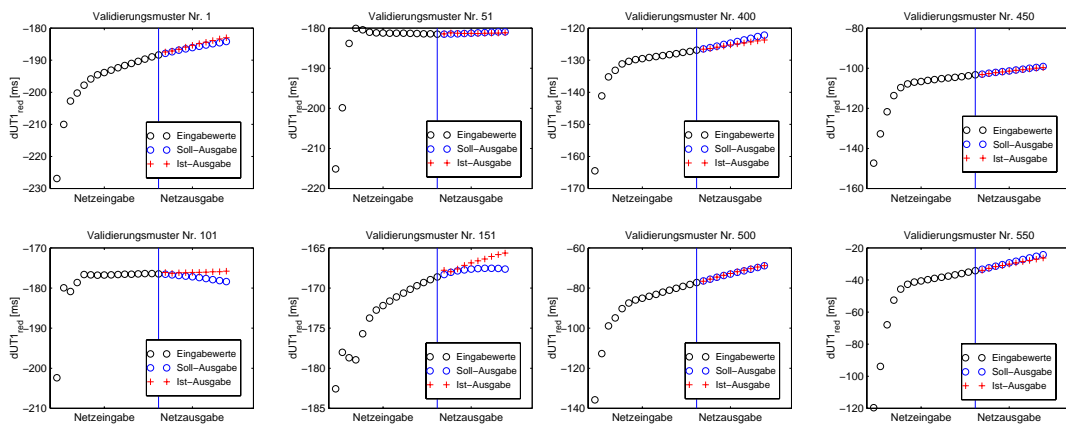 Validierungsmuster Nr. 1
−180
−190
−200
−210
−220
−230
dUT1red [ms]
Eingabewerte
Soll−Ausgabe
Ist−Ausgabe
Netzeingabe Netzausgabe
Validierungsmuster Nr. 51
−180
−190
−200
−210
−220
dUT1red [ms]
Eingabewerte
Soll−Ausgabe
Ist−Ausgabe
Netzeingabe Netzausgabe
Validierungsmuster Nr. 400
−120
−130
−140
−150
−160
−170
dUT1red [ms]
Eingabewerte
Soll−Ausgabe
Ist−Ausgabe
Netzeingabe Netzausgabe
Validierungsmuster Nr. 450
−80
−100
−120
−140
−160
dUT1red [ms]
Eingabewerte
Soll−Ausgabe
Ist−Ausgabe
Netzeingabe Netzausgabe
Validierungsmuster Nr. 101
−170
−180
−190
−200
−210
dUT1red [ms]
Eingabewerte
Soll−Ausgabe
Ist−Ausgabe
Netzeingabe Netzausgabe
Validierungsmuster Nr. 151
−165
−170
−175
−180
−185
dUT1red [ms]
Eingabewerte
Soll−Ausgabe
Ist−Ausgabe
Netzeingabe Netzausgabe
Validierungsmuster Nr. 500
−60
−80
−100
−120
−140
dUT1red [ms]
Eingabewerte
Soll−Ausgabe
Ist−Ausgabe
Netzeingabe Netzausgabe
Validierungsmuster Nr. 550
−20
−40
−60
−80
−100
−120
dUT1red [ms]
Eingabewerte
Soll−Ausgabe
Ist−Ausgabe
Netzeingabe Netzausgabe